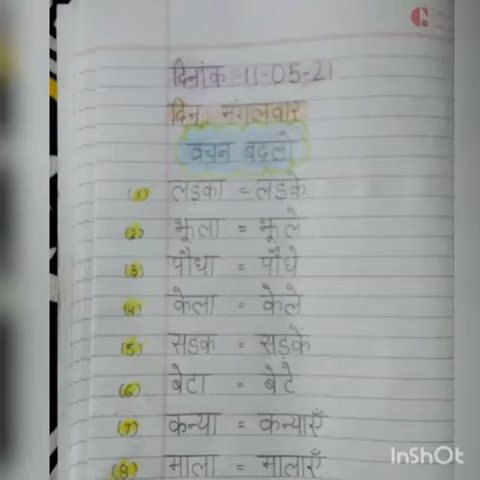 दिनांक :-11-05-21
दिन:- मंगलवार
वचन बदलो
(1) लड़का = लड़के
(2) झूला = झूले
(3) पौधा = पौधे
(4) केला = केले
(5) सडक = सड़कें
(6) बेटा = बेटे
(7) कन्या = कन्याएँ
(8) माला = मालाएँ
InShOt